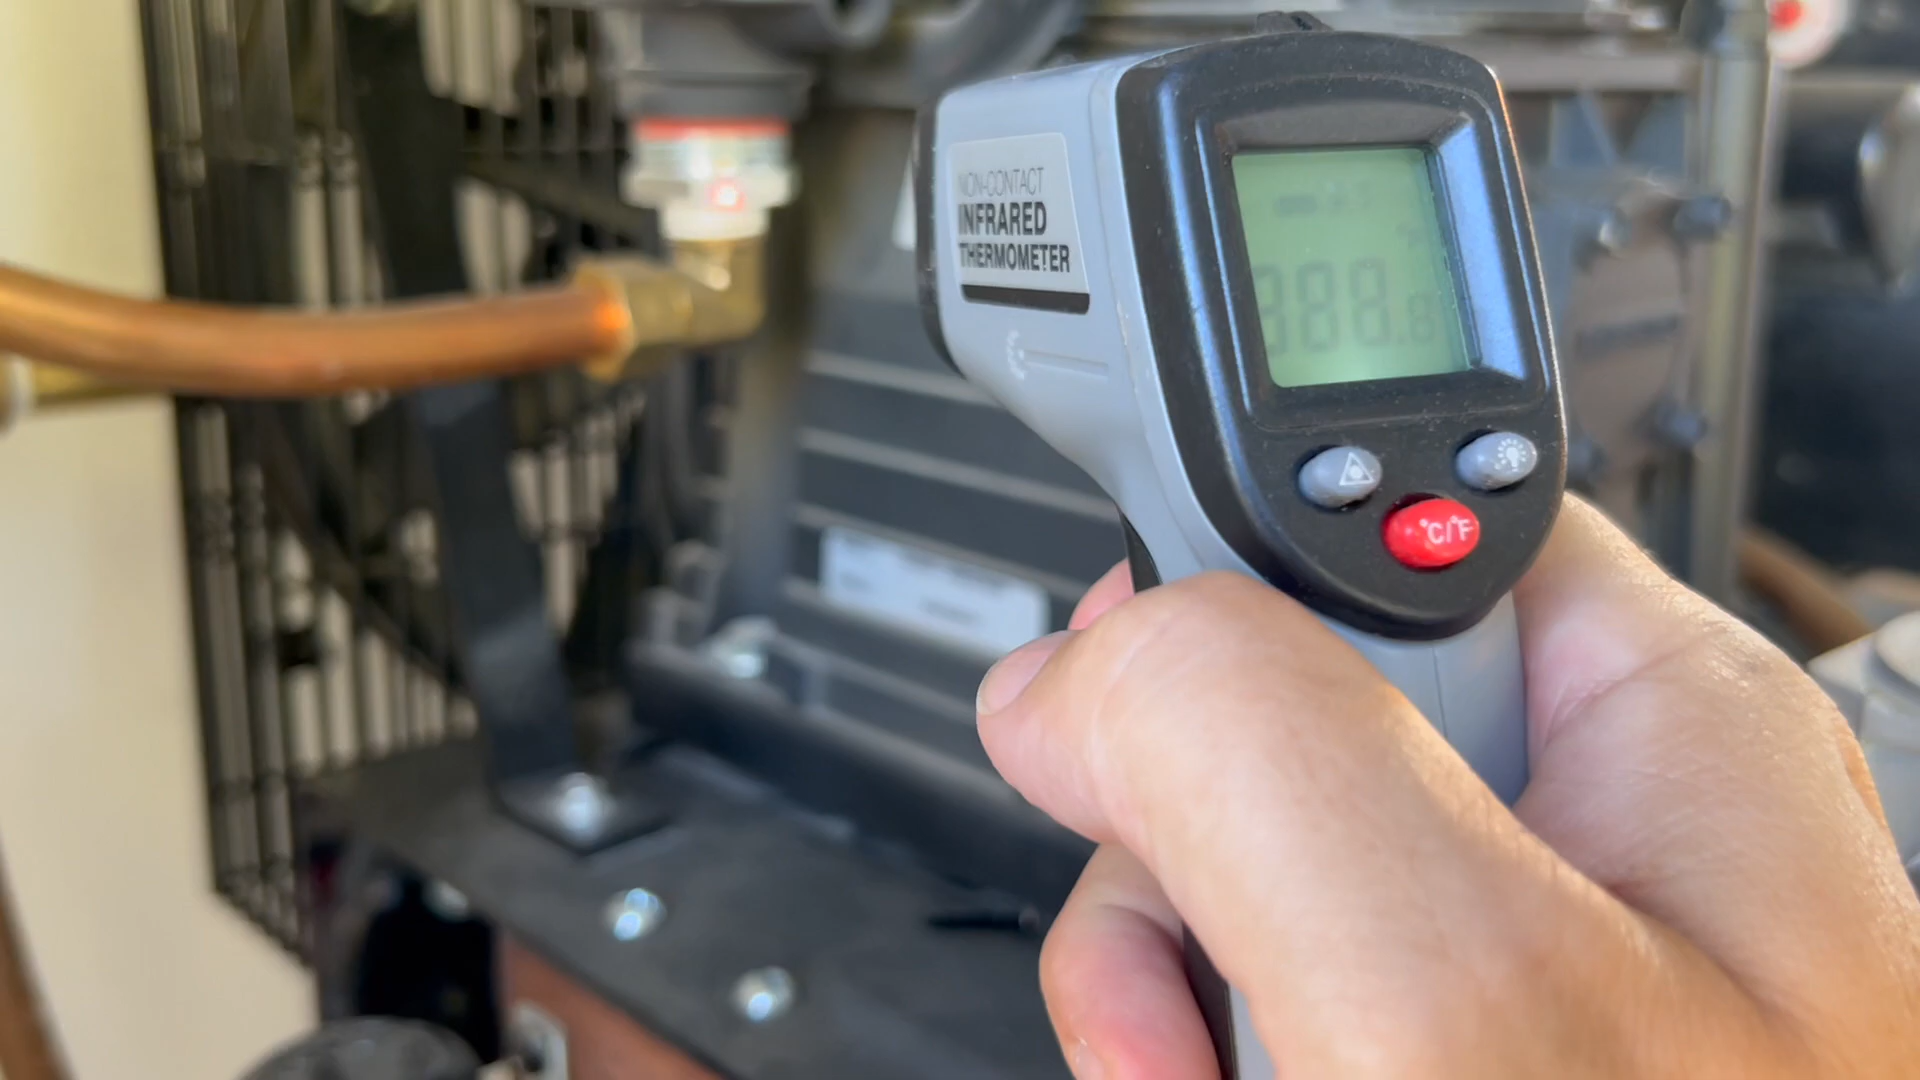 NON-CONTACT
INFRARED
THERMOMETER
888.8
°C/°F